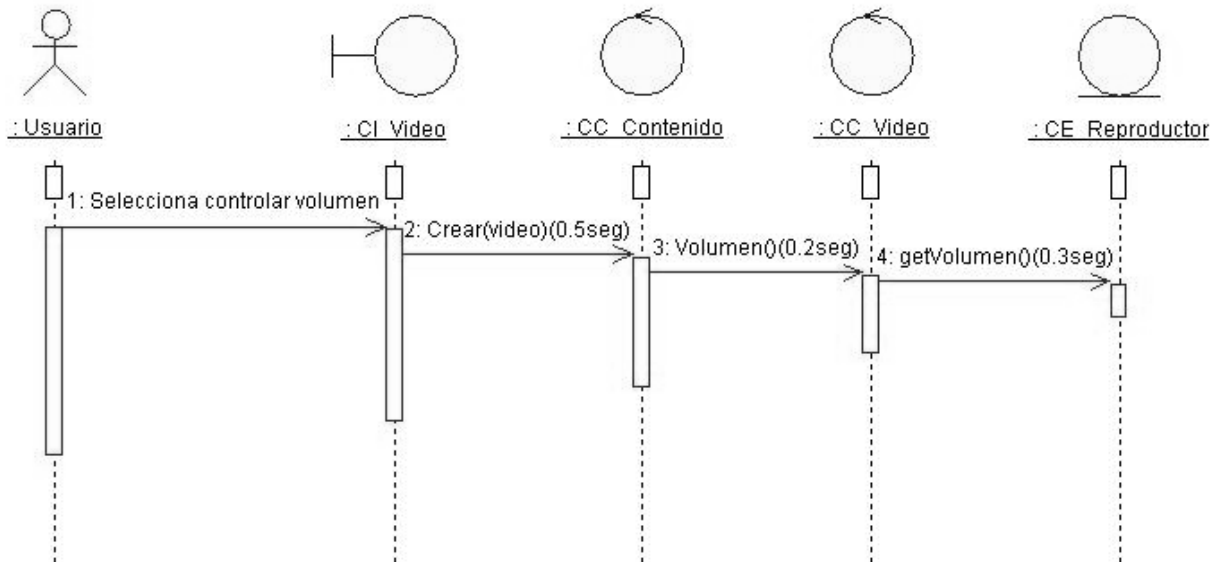 : Usuario
: CI_Video
: CC_Contenido
: CC_Video
: CE_Reproductor
1: Selecciona controlar volumen
2: Crear(video)(0.5seg)
3: Volumen()(0.2seg)
4: getVolumen()(0.3seg)